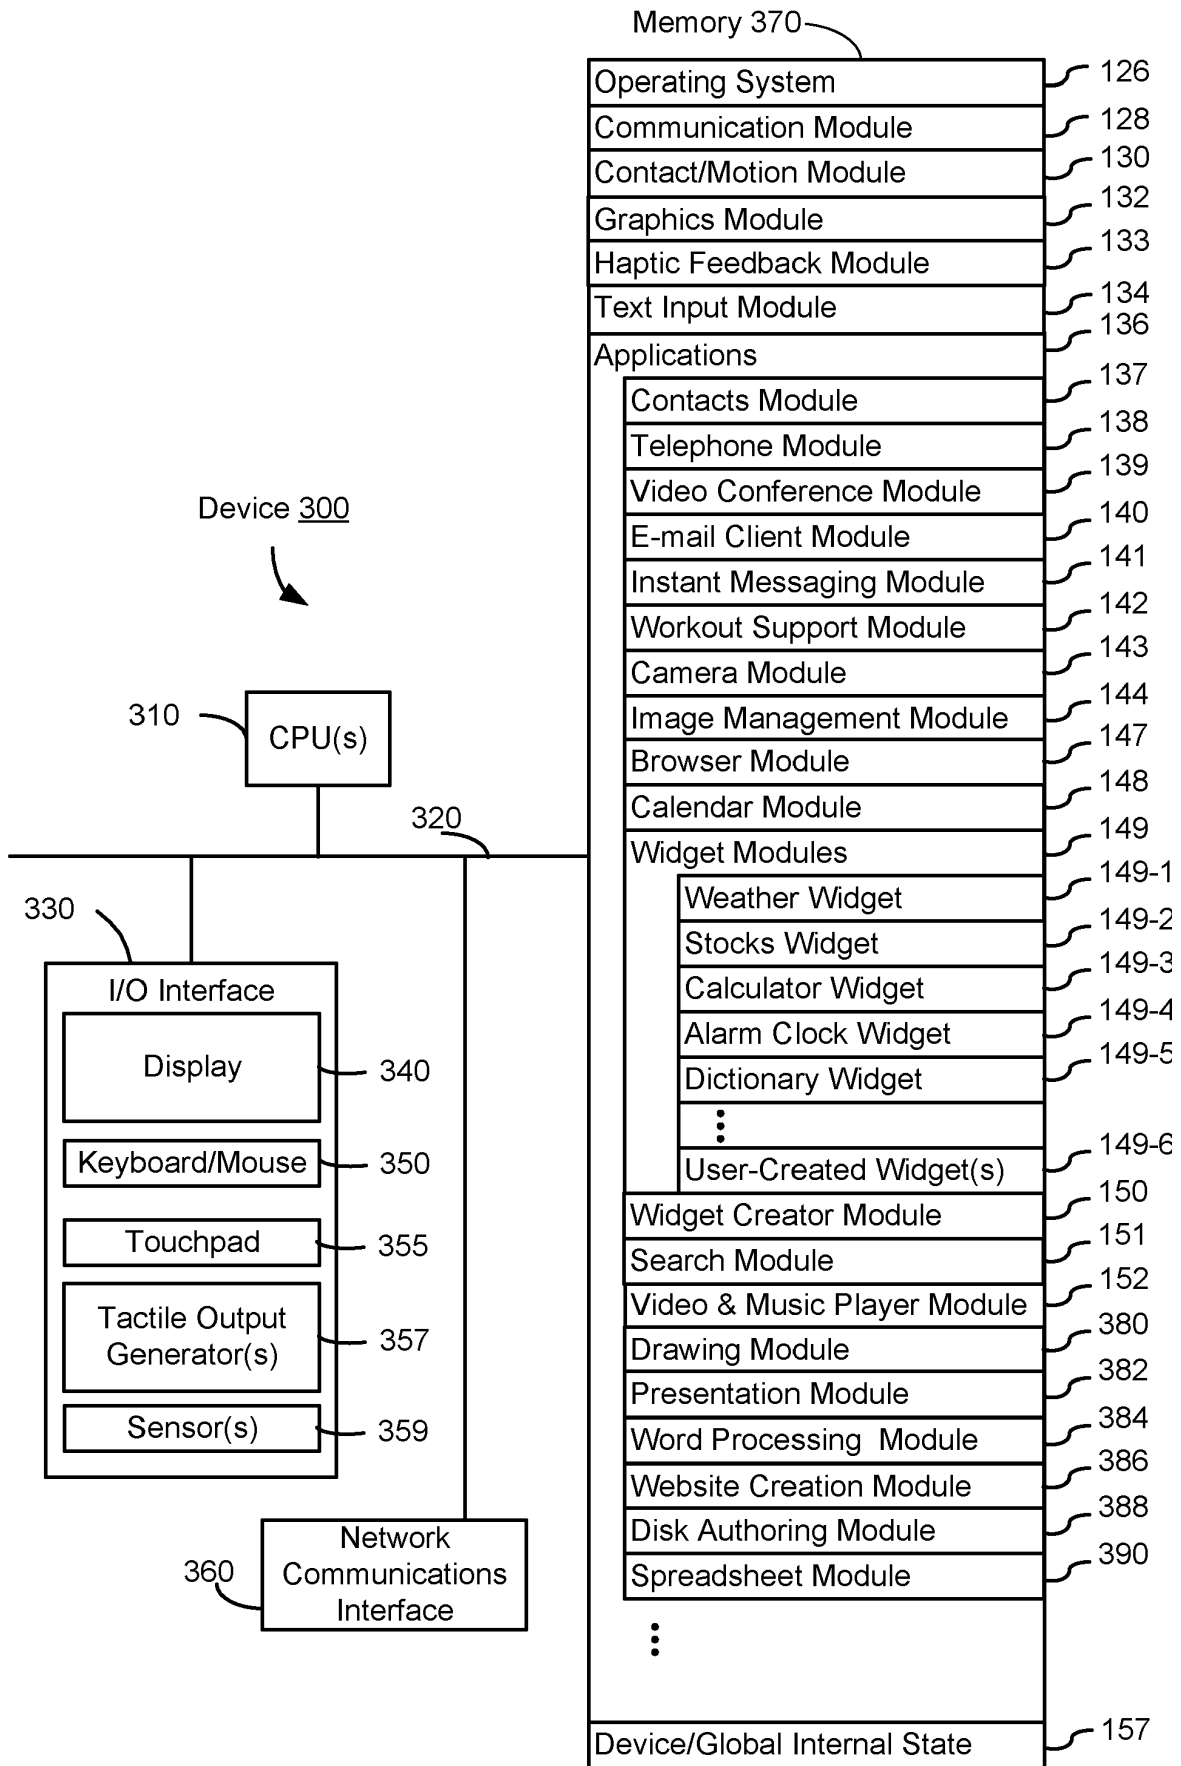 Memory 370
Operating System 126
Communication Module 128
Contact/Motion Module 130
Graphics Module 132
Haptic Feedback Module 133
Text Input Module 134
Applications 136
Contacts Module 137
Telephone Module 138
Video Conference Module 139
E-mail Client Module 140
Instant Messaging Module 141
Workout Support Module 142
Camera Module 143
Image Management Module 144
Browser Module 147
Calendar Module 148
Widget Modules 149
Weather Widget 149-1
Stocks Widget 149-2
Calculator Widget 149-3
Alarm Clock Widget 149-4
Dictionary Widget 149-5
User-Created Widget(s) 149-6
Widget Creator Module 150
Search Module 151
Video & Music Player Module 152
Drawing Module 380
Presentation Module 382
Word Processing Module 384
Website Creation Module 386
Disk Authoring Module 388
Spreadsheet Module 390
Device/Global Internal State 157
Device 300
310
CPU(s)
320
330
I/O Interface
Display 340
Keyboard/Mouse 350
Touchpad 355
Tactile Output
Generator(s) 357
Sensor(s) 359
360
Network
Communications
Interface